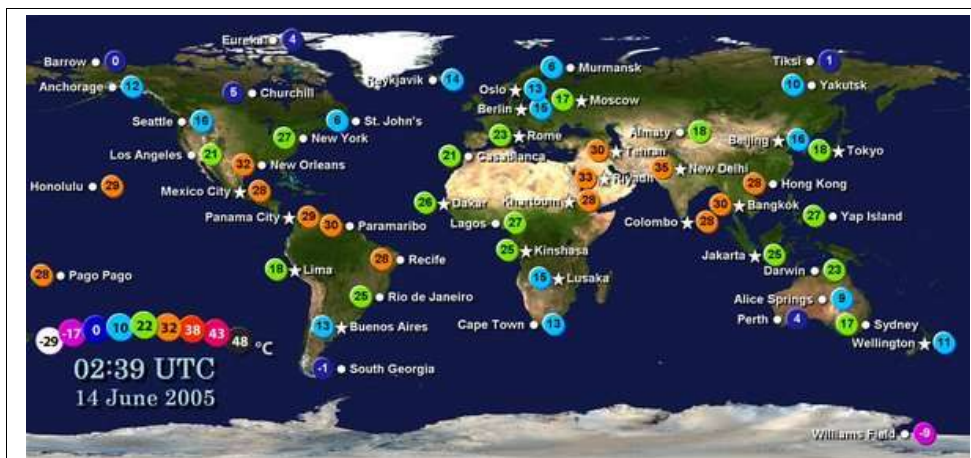 Eureka 4
Barrow 0
Tiksi 1
Reykjavik 14
6 Murmansk
Anchorage 12
5 Churchill
Oslo 13
17 Moscow
10 Yakutsk
Berlin 15
Seattle 16
6 St. John's
27 New York
23 Rome
Almaty 18
Beijing 16
18 Tokyo
Los Angeles 21
32 New Orleans
21 Casablanca
30 Tehran
35 New Delhi
Honolulu 29
Mexico City 28
33 Riyadh
28 Hong Kong
26 Dakar
Khartoum 28
30 Bangkok
Panama City 29
30 Paramaribo
Lagos 27
Colombo 28
27 Yap Island
25 Kinshasa
Jakarta 25
28 Pago Pago
18 Lima
28 Recife
15 Lusaka
Darwin 23
25 Rio de Janeiro
Alice Springs 9
13 Buenos Aires
Cape Town 13
Perth 4
17 Sydney
Wellington 11
-29 -17 0 10 22 32 38 43 48 °C
02:39 UTC
14 June 2005
-1 South Georgia
Williams Field -9